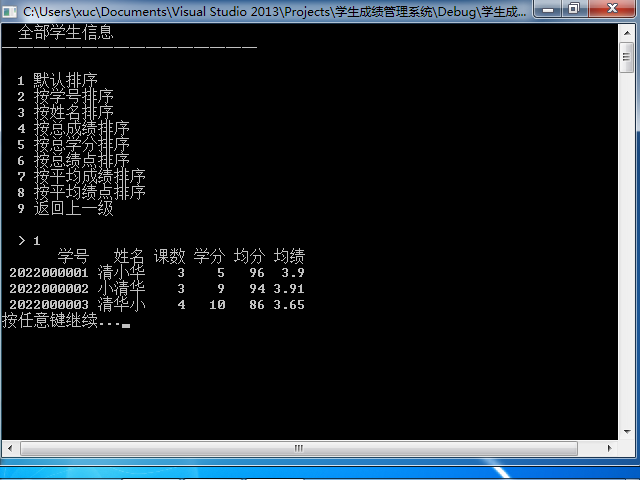 C:\Users\xuc\Documents\Visual Studio 2013\Projects\学生成绩管理系统\Debug\学生成...
全部学生信息
1 默认排序
2 按学号排序
3 按姓名排序
4 按总成绩排序
5 按总学分排序
6 按总绩点排序
7 按平均成绩排序
8 按平均绩点排序
9 返回上一级
> 1
学号 姓名 课数 学分 均分 均绩
2022000001 清小华 3 5 96 3.9
2022000002 小清华 3 9 94 3.91
2022000003 清华小 4 10 86 3.65
按任意键继续...